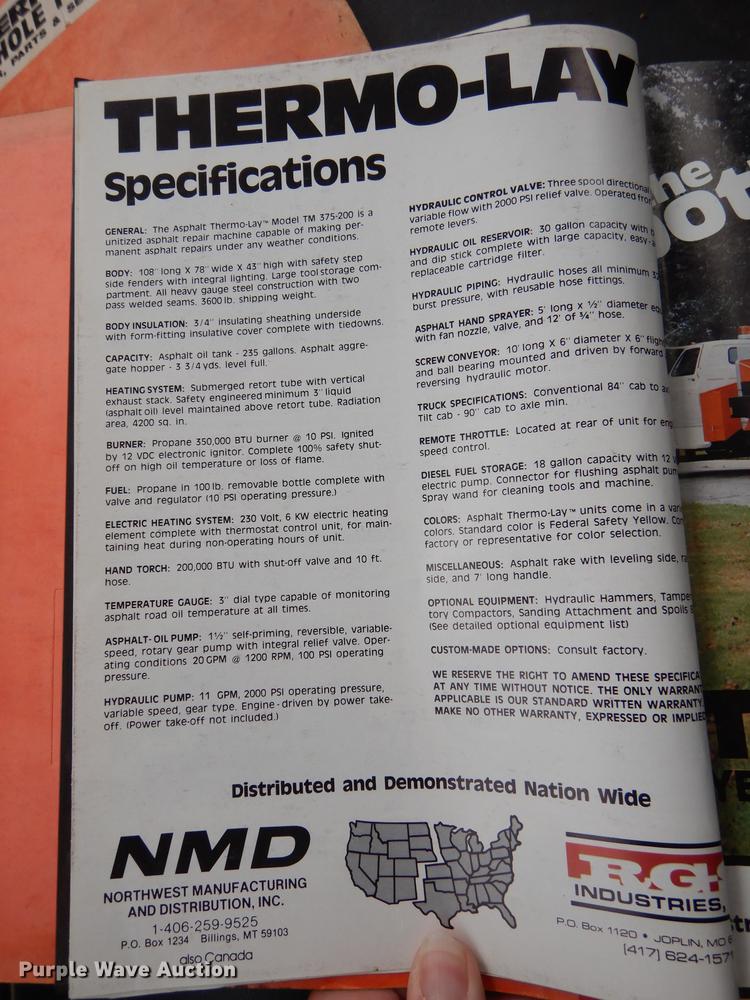 HOLE
, PARTS & SE
THERMO-LAY
Specifications
GENERAL: The Asphalt Thermo-Lay™ Model TM 375-200 is a
unitized asphalt repair machine capable of making per-
manent asphalt repairs under any weather conditions.
BODY: 108" long X 78" wide X 43" high with safety step
side fenders with integral lighting. Large tool storage com-
partment. All heavy gauge steel construction with two
pass welded seams. 3600 lb. shipping weight.
BODY INSULATION: 3/4" insulating sheathing underside
with form-fitting insulative cover complete with tiedowns.
CAPACITY: Asphalt oil tank - 235 gallons. Asphalt aggre-
gate hopper - 3 3/4 yds. level full.
HEATING SYSTEM: Submerged retort tube with vertical
exhaust stack. Safety engineered minimum 3" liquid
(asphalt oil) level maintained above retort tube. Radiation
area, 4200 sq. in.
BURNER: Propane 350,000 BTU burner @ 10 PSI. Ignited
by 12 VDC electronic ignitor. Complete 100% safety shut-
off on high oil temperature or loss of flame.
FUEL: Propane in 100 lb. removable bottle complete with
valve and regulator (10 PSI operating pressure.)
ELECTRIC HEATING SYSTEM: 230 Volt, 6 KW electric heating
element complete with thermostat control unit, for main-
taining heat during non-operating hours of unit.
HAND TORCH: 200,000 BTU with shut-off valve and 10 ft.
hose.
TEMPERATURE GAUGE: 3" dial type capable of monitoring
asphalt road oil temperature at all times.
ASPHALT-OIL PUMP: 1½" self-priming, reversible, variable-
speed, rotary gear pump with integral relief valve. Oper-
ating conditions 20 GPM @ 1200 RPM, 100 PSI operating
pressure.
HYDRAULIC PUMP: 11 GPM, 2000 PSI operating pressure,
variable speed, gear type. Engine-driven by power take-
off. (Power take-off not included.)
HYDRAULIC CONTROL VALVE: Three spool directional
variable flow with 2000 PSI relief valve. Operated from
remote levers.
HYDRAULIC OIL RESERVOIR: 30 gallon capacity with
and dip stick complete with large capacity, easy-
replaceable cartridge filter.
HYDRAULIC PIPING: Hydraulic hoses all minimum
burst pressure, with reusable hose fittings.
ASPHALT HAND SPRAYER: 5' long X ½" diameter
with fan nozzle, valve, and 12' of ¾" hose.
SCREW CONVEYOR: 10' long X 6" diameter X 6" fligh
and ball bearing mounted and driven by forward
reversing hydraulic motor.
TRUCK SPECIFICATIONS: Conventional 84" cab to
Tilt cab - 90" cab to axle min.
REMOTE THROTTLE: Located at rear of unit for eng
speed control.
DIESEL FUEL STORAGE: 18 gallon capacity with 12
electric pump. Connector for flushing asphalt pum
Spray wand for cleaning tools and machine.
COLORS: Asphalt Thermo-Lay™ units come in a vari
colors. Standard color is Federal Safety Yellow. Con
factory or representative for color selection.
MISCELLANEOUS: Asphalt rake with leveling side,
side, and 7' long handle.
OPTIONAL EQUIPMENT: Hydraulic Hammers, Tamper
tory Compactors, Sanding Attachment and Spoils
(See detailed optional equipment list)
CUSTOM-MADE OPTIONS: Consult factory.
WE RESERVE THE RIGHT TO AMEND THESE SPECIFICA
AT ANY TIME WITHOUT NOTICE. THE ONLY WARRANT
APPLICABLE IS OUR STANDARD WRITTEN WARRANTY
MAKE NO OTHER WARRANTY, EXPRESSED OR IMPLIED
Distributed and Demonstrated Nation Wide
NMD
NORTHWEST MANUFACTURING
AND DISTRIBUTION, INC.
1-406-259-9525
P.O. Box 1234 Billings, MT 59103
also Canada
R.G.
INDUSTRIES,
P.O. Box 1120 • JOPLIN, MO
(417) 624-157
he
ot
Purple Wave Auction